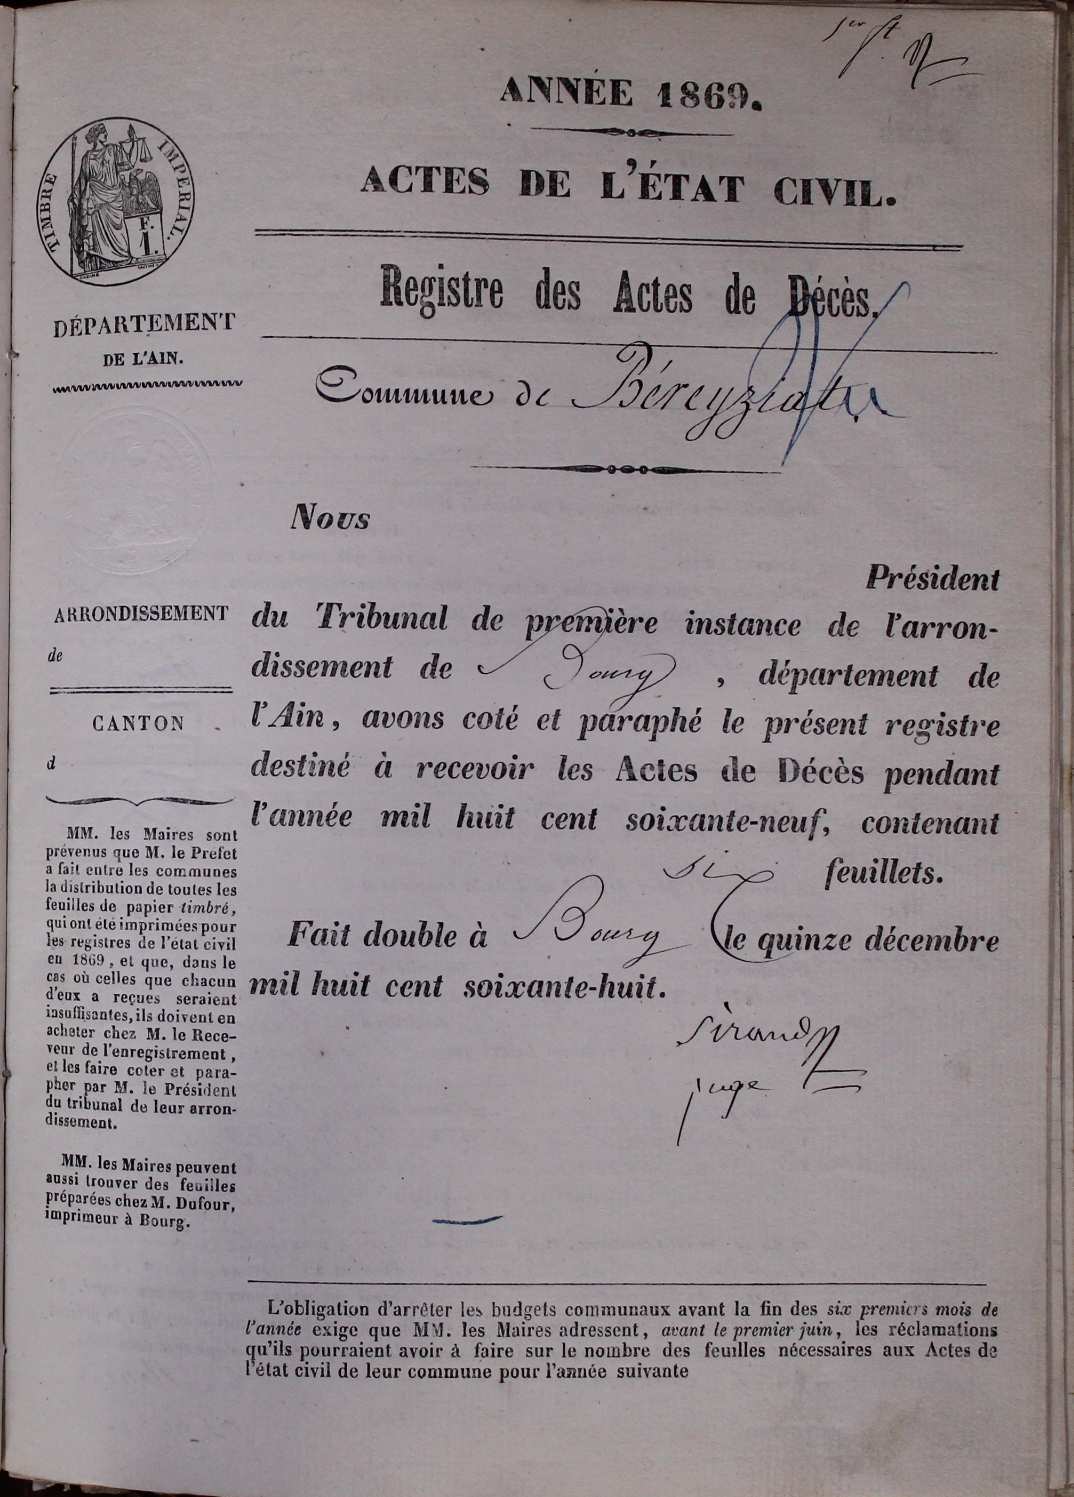 1er ft
ANNÉE 1869.
ACTES DE L'ÉTAT CIVIL.
TIMBRE IMPÉRIAL.
F.
1.
DÉPARTEMENT
DE L'AIN.
Registre des Actes de Décès.
Commune de Béreyziat.
Vu
Nous
Président
du Tribunal de première instance de l'arron-
dissement de Bourg, département de
l'Ain, avons coté et paraphé le présent registre
destiné à recevoir les Actes de Décès pendant
l'année mil huit cent soixante-neuf, contenant
six feuillets.
Fait double à Bourg le quinze décembre
mil huit cent soixante-huit.
Sirand
juge
ARRONDISSEMENT
de
CANTON
d
MM. les Maires sont
prévenus que M. le Préfet
a fait entre les communes
la distribution de toutes les
feuilles de papier timbré,
qui ont été imprimées pour
les registres de l'état civil
en 1869, et que, dans le
cas où celles que chacun
d'eux a reçues seraient
insuffisantes, ils doivent en
acheter chez M. le Rece-
veur de l'enregistrement,
et les faire coter et para-
pher par M. le Président
du tribunal de leur arron-
dissement.
MM. les Maires peuvent
aussi trouver des feuilles
préparées chez M. Dufour,
imprimeur à Bourg.
L'obligation d'arrêter les budgets communaux avant la fin des six premiers mois de
l'année exige que MM. les Maires adressent, avant le premier juin, les réclamations
qu'ils pourraient avoir à faire sur le nombre des feuilles nécessaires aux Actes de
l'état civil de leur commune pour l'année suivante